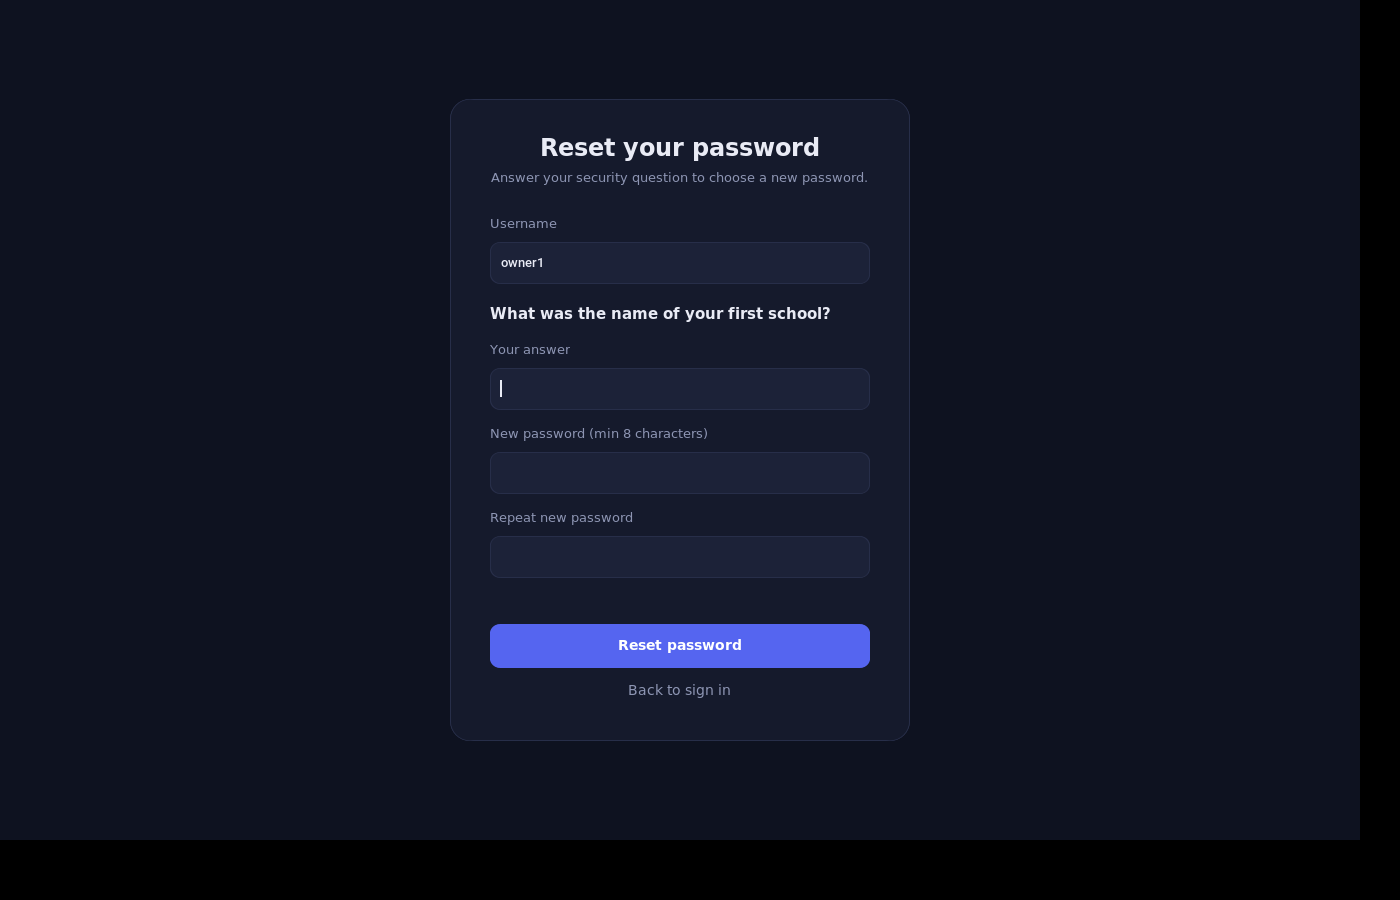 Reset your password
Answer your security question to choose a new password.
Username
owner1
What was the name of your first school?
Your answer
New password (min 8 characters)
Repeat new password
Reset password
Back to sign in